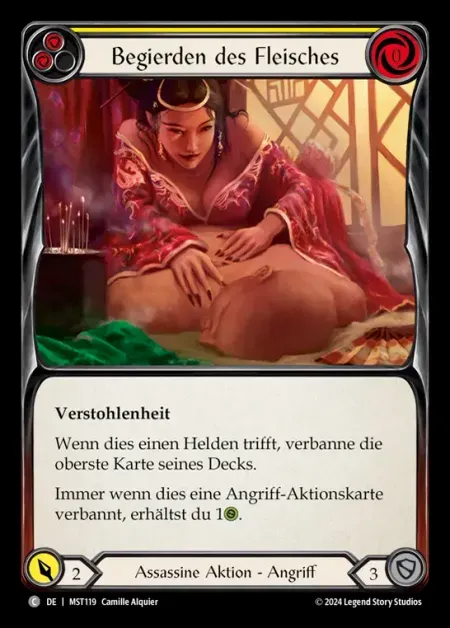 0
Begierden des Fleisches
Verstohlenheit
Wenn dies einen Helden trifft, verbanne die
oberste Karte seines Decks.
Immer wenn dies eine Angriff-Aktionskarte
verbannt, erhältst du 1.
2
Assassine Aktion - Angriff
3
C DE | MST119 Camille Alquier
© 2024 Legend Story Studios